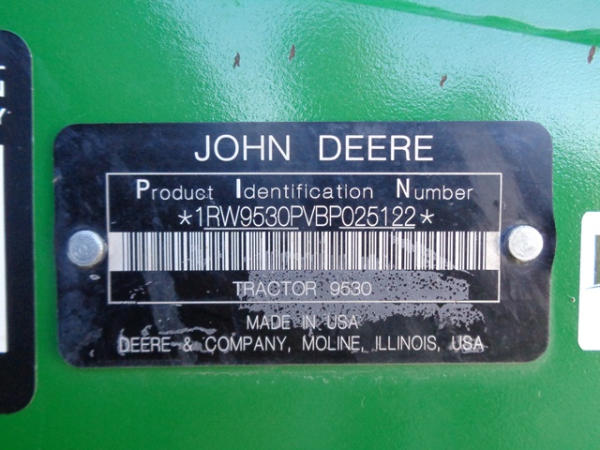 JOHN DEERE
Product Identification Number
*1RW9530PVBP025122*
TRACTOR 9530
MADE IN USA
DEERE & COMPANY, MOLINE, ILLINOIS, USA